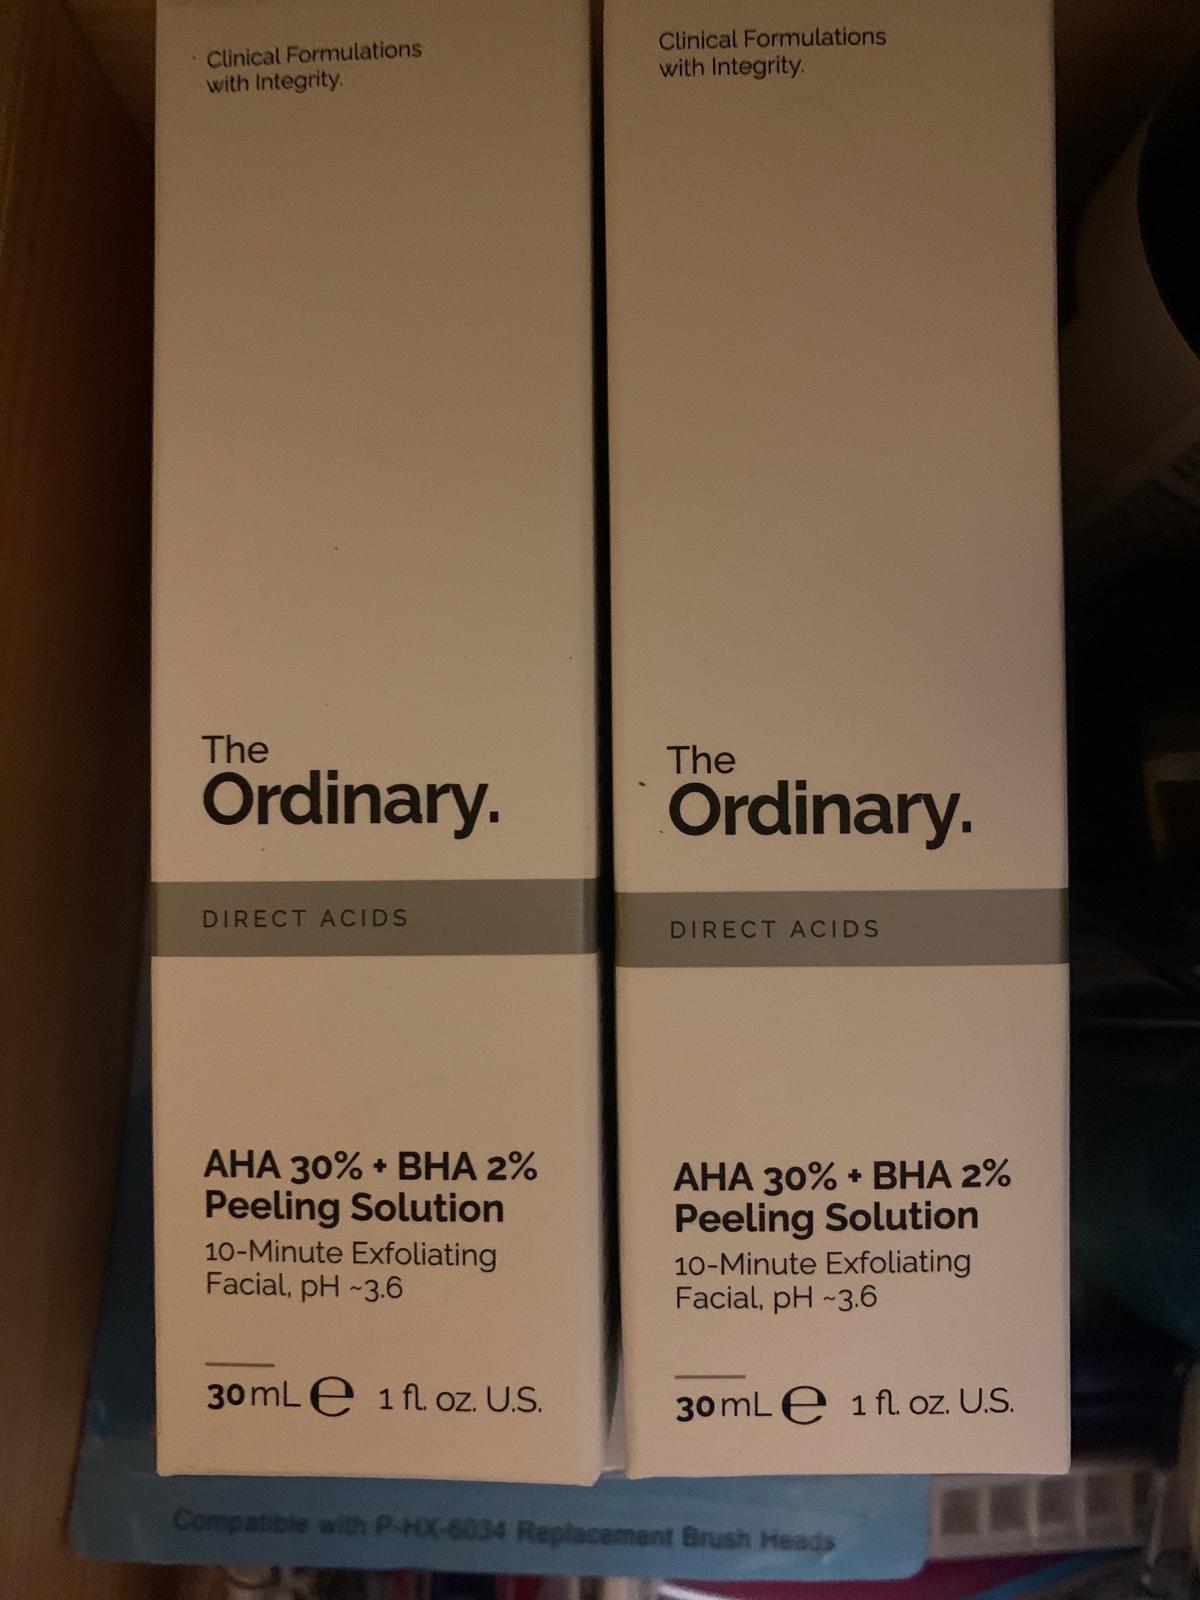 Clinical Formulations
with Integrity.
The
Ordinary.
DIRECT ACIDS
AHA 30% + BHA 2%
Peeling Solution
10-Minute Exfoliating
Facial, pH ~3.6
30mL ℮ 1 fl. oz. U.S.
Clinical Formulations
with Integrity.
The
Ordinary.
DIRECT ACIDS
AHA 30% + BHA 2%
Peeling Solution
10-Minute Exfoliating
Facial, pH ~3.6
30mL ℮ 1 fl. oz. U.S.
Compatible with P-HX-6034 Replacement Brush Heads